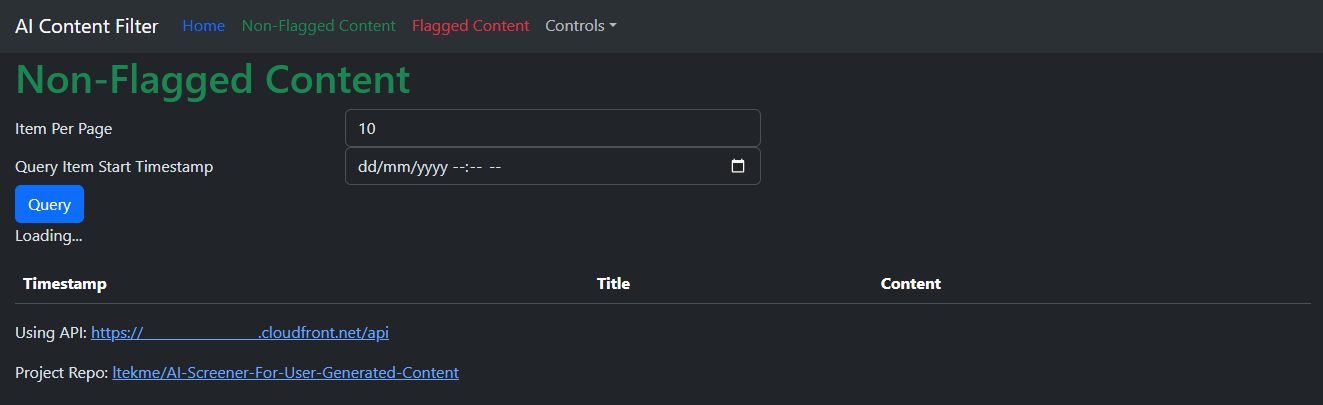 AI Content Filter Home Non-Flagged Content Flagged Content Controls
Non-Flagged Content
Item Per Page 10
Query Item Start Timestamp dd/mm/yyyy --:-- --
Query
Loading...
Timestamp Title Content
Using API: https:// .cloudfront.net/api
Project Repo: ltekme/AI-Screener-For-User-Generated-Content